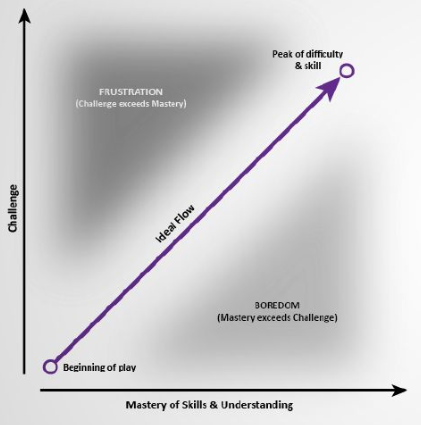 Peak of difficulty
& skill
FRUSTRATION
(Challenge exceeds Mastery)
Challenge
Ideal Flow
BOREDOM
(Mastery exceeds Challenge)
Beginning of play
Mastery of Skills & Understanding